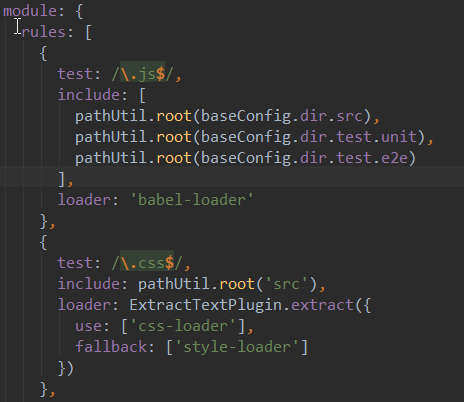 module: {
  rules: [
    {
      test: /\.js$/,
      include: [
        pathUtil.root(baseConfig.dir.src),
        pathUtil.root(baseConfig.dir.test.unit),
        pathUtil.root(baseConfig.dir.test.e2e)
      ],
      loader: 'babel-loader'
    },
    {
      test: /\.css$/,
      include: pathUtil.root('src'),
      loader: ExtractTextPlugin.extract({
        use: ['css-loader'],
        fallback: ['style-loader']
      })
    },